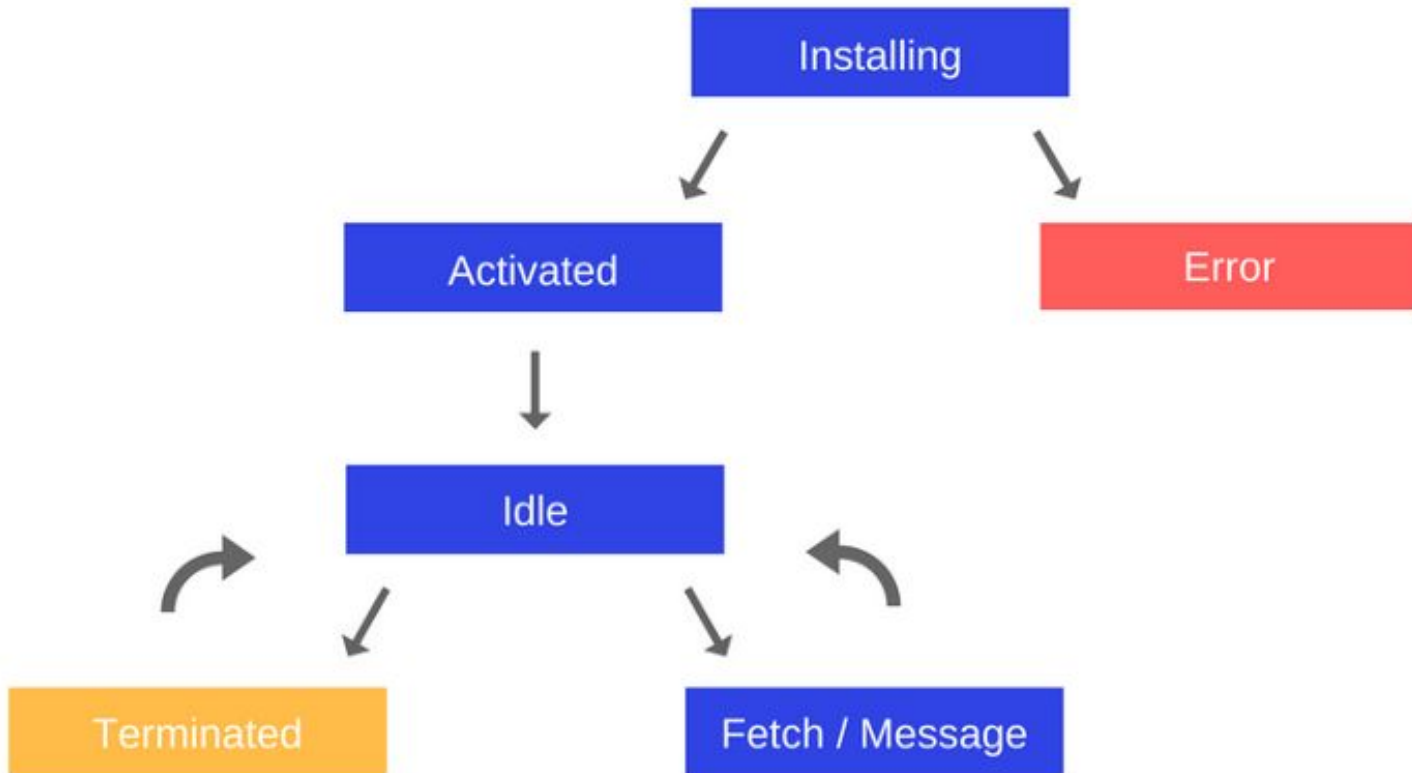 Installing
Activated
Error
Idle
Terminated
Fetch / Message